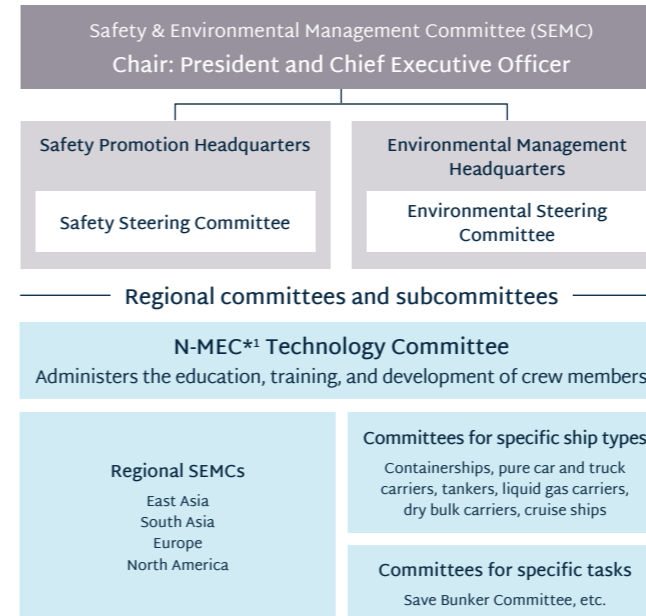 Safety & Environmental Management Committee (SEMC)
Chair: President and Chief Executive Officer
Safety Promotion Headquarters
Safety Steering Committee
Environmental Management
Headquarters
Environmental Steering
Committee
Regional committees and subcommittees
N-MEC*¹ Technology Committee
Administers the education, training, and development of crew members
Regional SEMCs
East Asia
South Asia
Europe
North America
Committees for specific ship types
Containerships, pure car and truck
carriers, tankers, liquid gas carriers,
dry bulk carriers, cruise ships
Committees for specific tasks
Save Bunker Committee, etc.